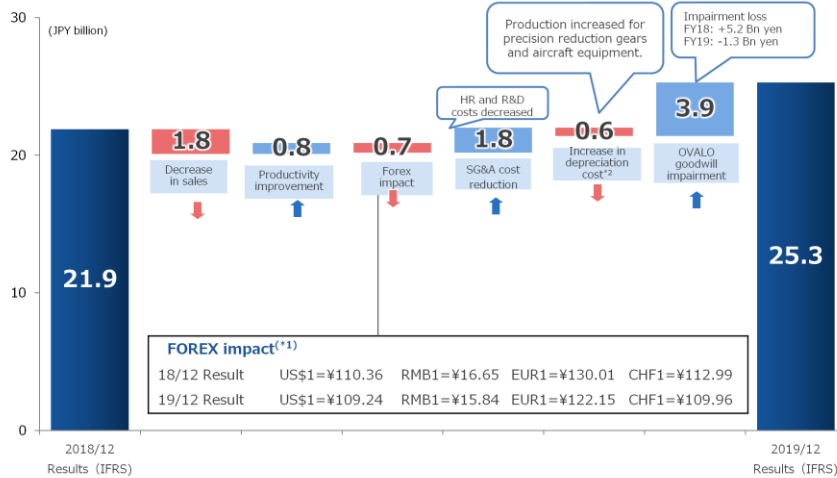 30
(JPY billion)
20
10
0
21.9
1.8
Decrease
in sales
0.8
Productivity
improvement
0.7
Forex
impact
HR and R&D
costs decreased
1.8
SG&A cost
reduction
Production increased for
precision reduction gears
and aircraft equipment.
0.6
Increase in
depreciation
cost*2
Impairment loss
FY18: +5.2 Bn yen
FY19: -1.3 Bn yen
3.9
OVALO
goodwill
impairment
25.3
FOREX impact(*1)
18/12 Result US$1=¥110.36 RMB1=¥16.65 EUR1=¥130.01 CHF1=¥112.99
19/12 Result US$1=¥109.24 RMB1=¥15.84 EUR1=¥122.15 CHF1=¥109.96
2018/12
Results（IFRS）
2019/12
Results（IFRS）